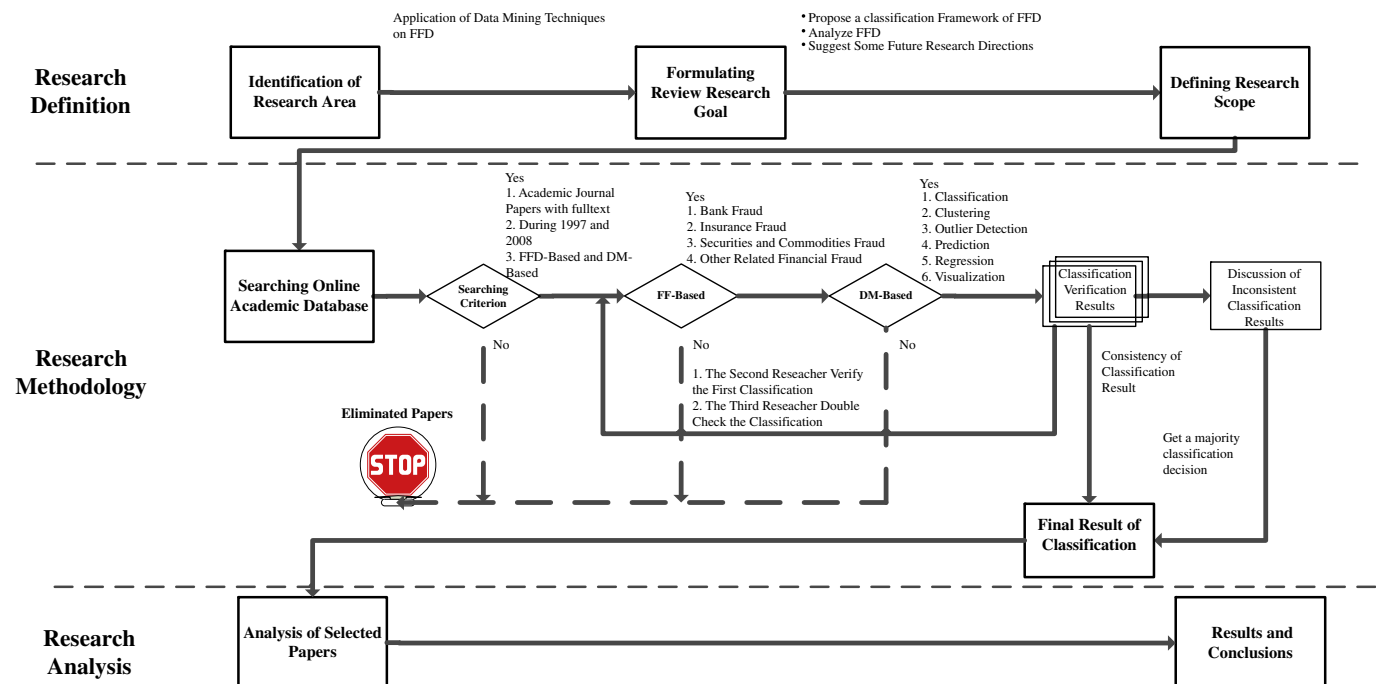 Application of Data Mining Techniques
on FFD
• Propose a classification Framework of FFD
• Analyze FFD
• Suggest Some Future Research Directions
Research
Definition
Identification of
Research Area
Formulating
Review Research
Goal
Defining Research
Scope
Yes
1. Academic Journal
Papers with fulltext
2. During 1997 and
2008
3. FFD-Based and DM-
Based
Yes
1. Bank Fraud
2. Insurance Fraud
3. Securities and Commodities Fraud
4. Other Related Financial Fraud
Yes
1. Classification
2. Clustering
3. Outlier Detection
4. Prediction
5. Regression
6. Visualization
Research
Methodology
Searching Online
Academic Database
Searching
Criterion
FF-Based
DM-Based
Classification
Verification
Results
Discussion of
Inconsistent
Classification
Results
No
No
No
1. The Second Reseacher Verify
the First Classification
2. The Third Reseacher Double
Check the Classification
Consistency of
Classification
Result
Eliminated Papers
STOP
Get a majority
classification
decision
Final Result of
Classification
Research
Analysis
Analysis of Selected
Papers
Results and
Conclusions